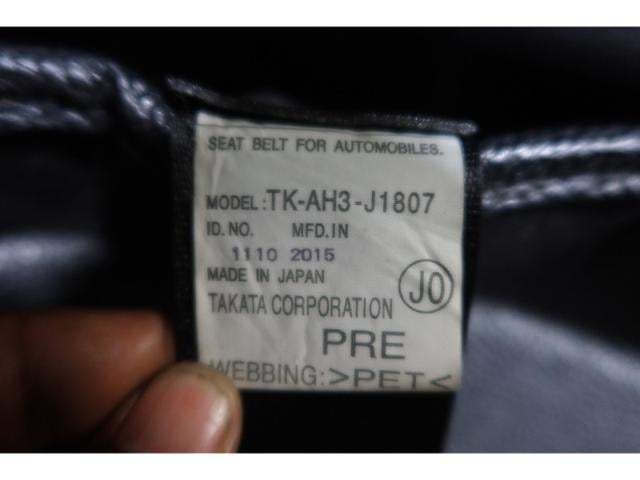 SEAT BELT FOR AUTOMOBILES.
MODEL:TK-AH3-J1807
ID.NO. MFD.IN
1110 2015
MADE IN JAPAN
JO
TAKATA CORPORATION
PRE
WEBBING:>PET<